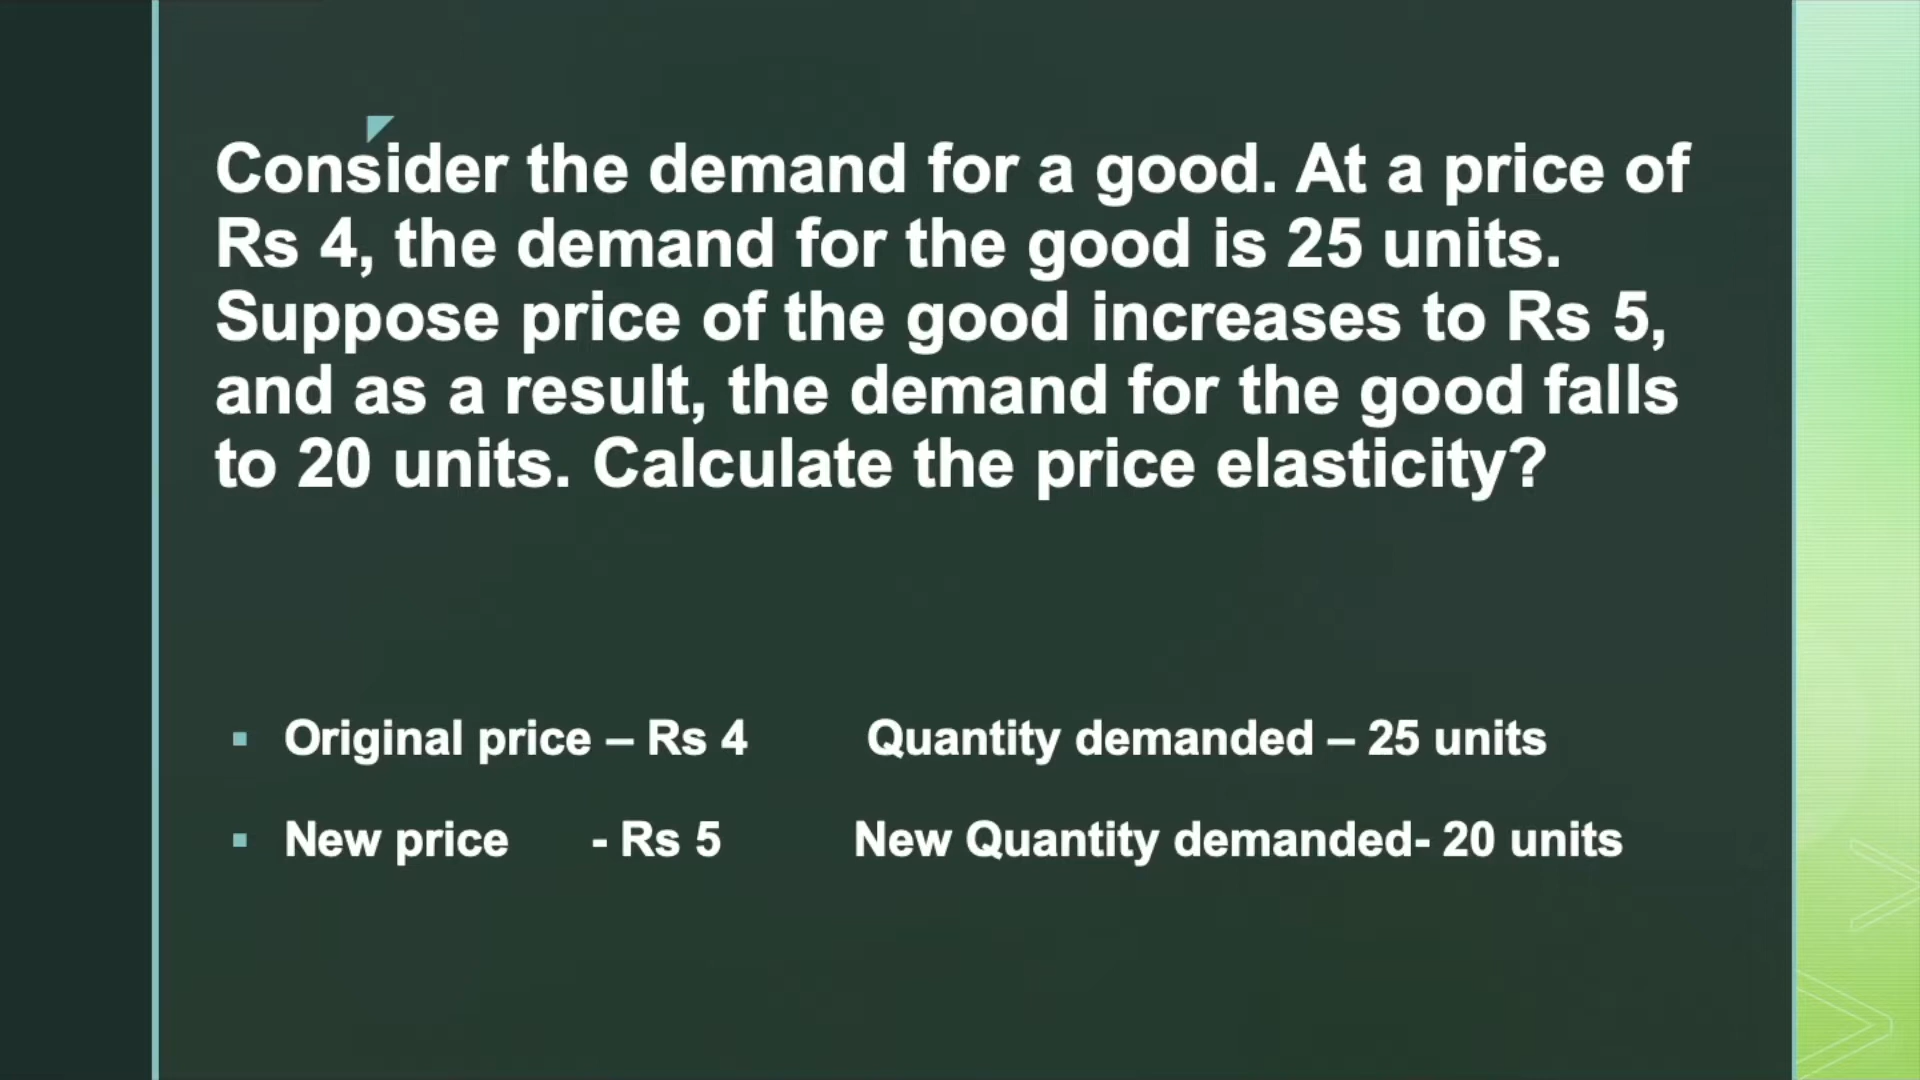 Consider the demand for a good. At a price of
Rs 4, the demand for the good is 25 units.
Suppose price of the good increases to Rs 5,
and as a result, the demand for the good falls
to 20 units. Calculate the price elasticity?
▪ Original price – Rs 4 Quantity demanded – 25 units
▪ New price - Rs 5 New Quantity demanded- 20 units